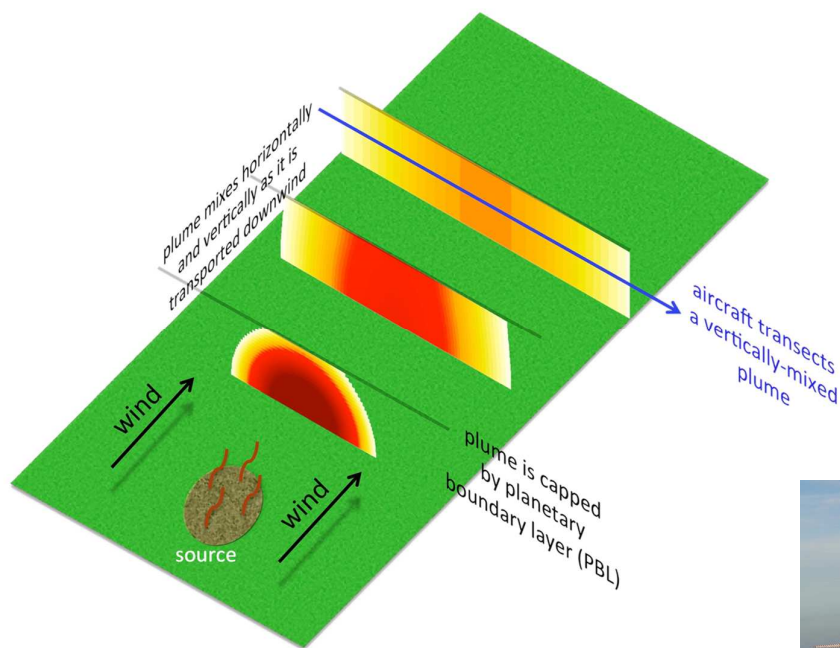 plume mixes horizontally
and vertically as it is
transported downwind
aircraft transects
a vertically-mixed
plume
wind
wind
source
plume is capped
by planetary
boundary layer (PBL)